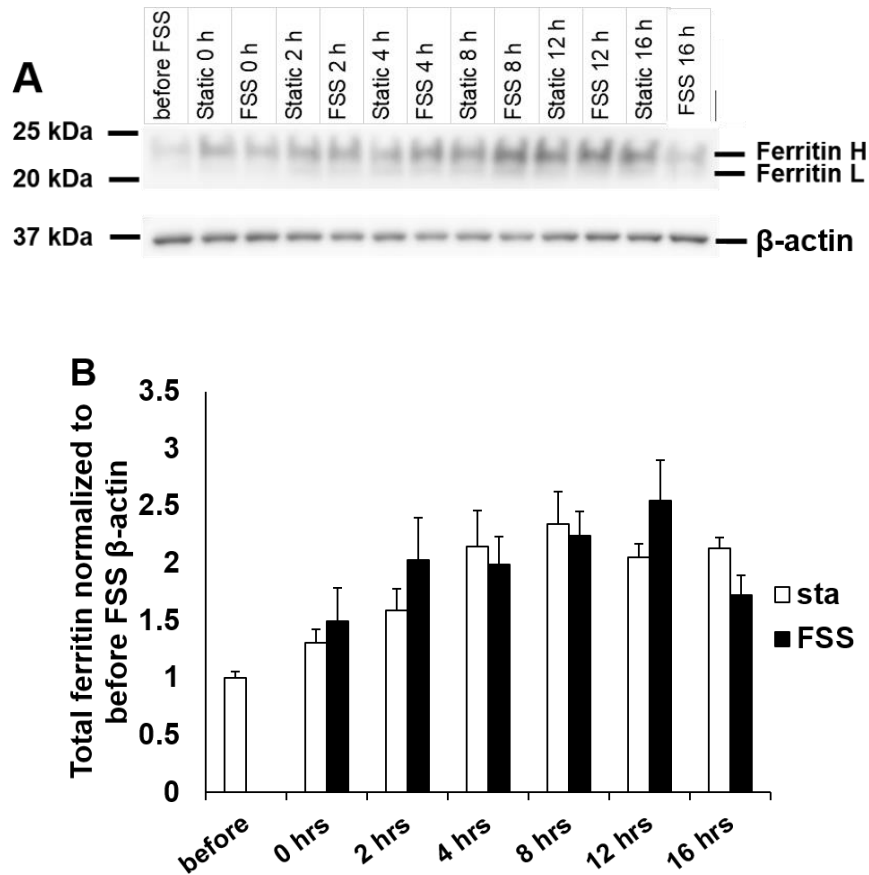 A
before FSS
Static 0 h
FSS 0 h
Static 2 h
FSS 2 h
Static 4 h
FSS 4 h
Static 8 h
FSS 8 h
Static 12 h
FSS 12 h
Static 16 h
FSS 16 h
25 kDa
20 kDa
37 kDa
Ferritin H
Ferritin L
β-actin
B
Total ferritin normalized to
before FSS β-actin
3.5
3
2.5
2
1.5
1
0.5
0
before
0 hrs
2 hrs
4 hrs
8 hrs
12 hrs
16 hrs
sta
FSS